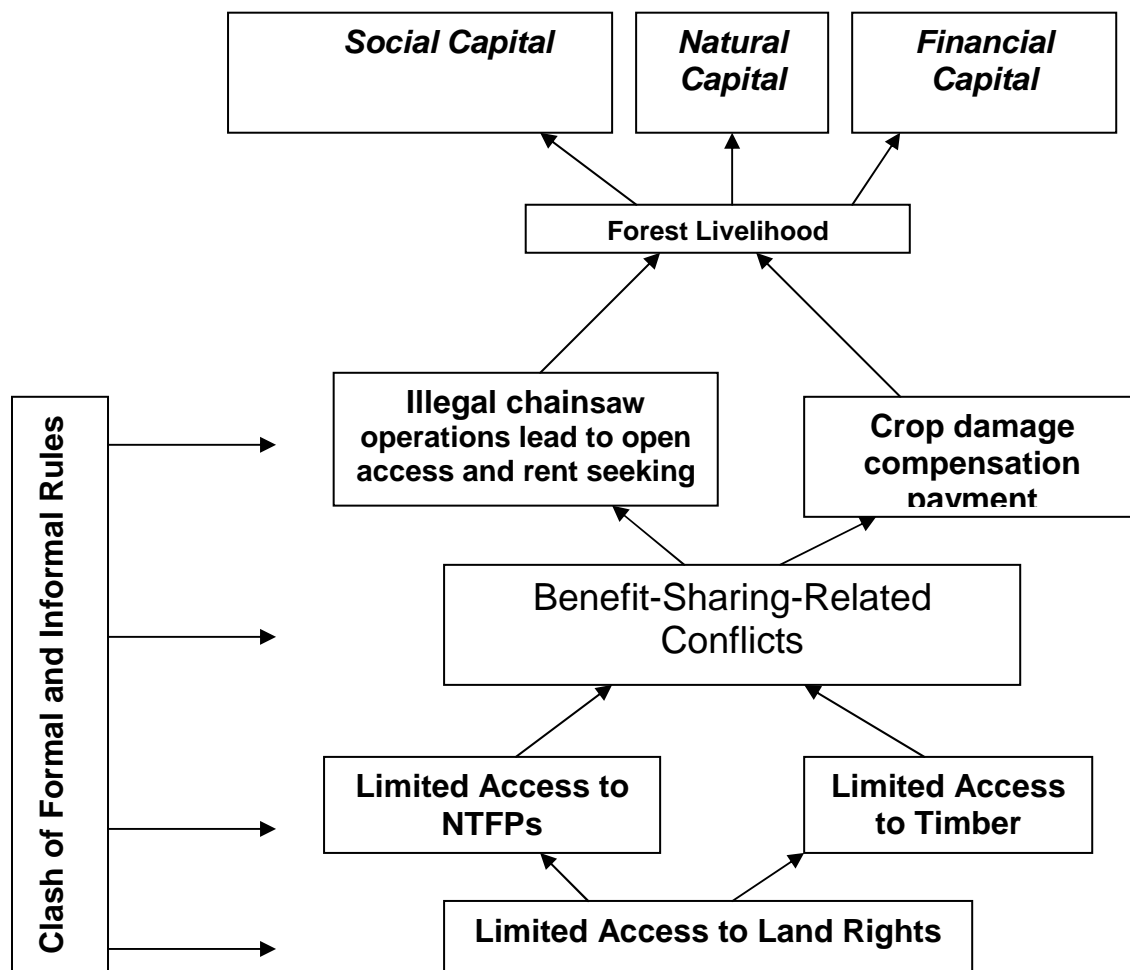 Social Capital
Natural
Capital
Financial
Capital
Forest Livelihood
Illegal chainsaw
operations lead to open
access and rent seeking
Crop damage
compensation
payment
Clash of Formal and Informal Rules
Benefit-Sharing-Related
Conflicts
Limited Access to
NTFPs
Limited Access
to Timber
Limited Access to Land Rights